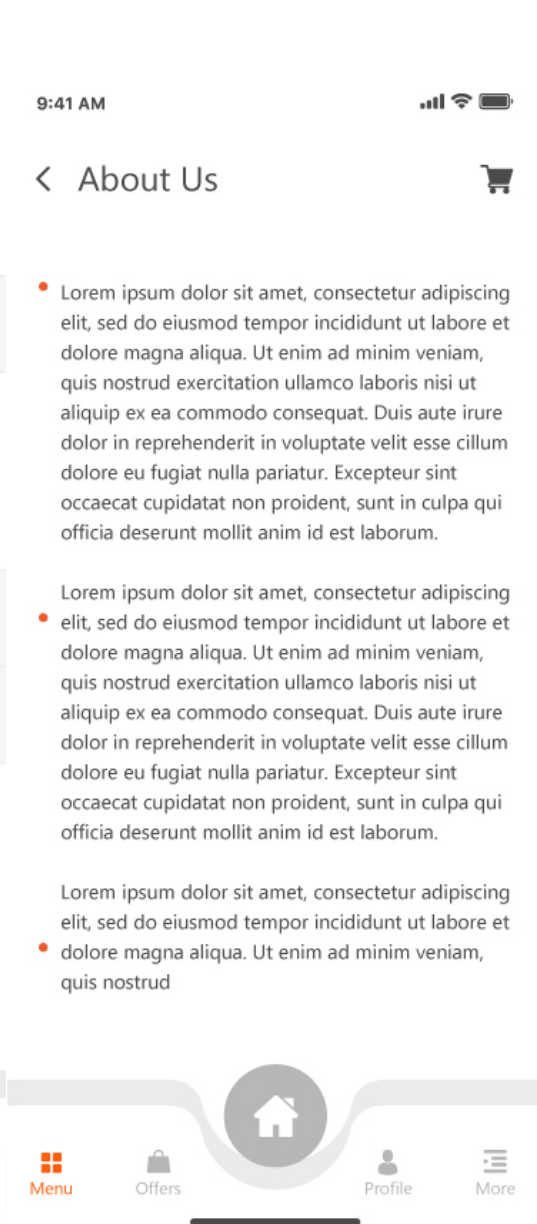 9:41 AM
About Us
Lorem ipsum dolor sit amet, consectetur adipiscing
elit, sed do eiusmod tempor incididunt ut labore et
dolore magna aliqua. Ut enim ad minim veniam,
quis nostrud exercitation ullamco laboris nisi ut
aliquip ex ea commodo consequat. Duis aute irure
dolor in reprehenderit in voluptate velit esse cillum
dolore eu fugiat nulla pariatur. Excepteur sint
occaecat cupidatat non proident, sunt in culpa qui
officia deserunt mollit anim id est laborum.
Lorem ipsum dolor sit amet, consectetur adipiscing
elit, sed do eiusmod tempor incididunt ut labore et
dolore magna aliqua. Ut enim ad minim veniam,
quis nostrud exercitation ullamco laboris nisi ut
aliquip ex ea commodo consequat. Duis aute irure
dolor in reprehenderit in voluptate velit esse cillum
dolore eu fugiat nulla pariatur. Excepteur sint
occaecat cupidatat non proident, sunt in culpa qui
officia deserunt mollit anim id est laborum.
Lorem ipsum dolor sit amet, consectetur adipiscing
elit, sed do eiusmod tempor incididunt ut labore et
dolore magna aliqua. Ut enim ad minim veniam,
quis nostrud
Menu Offers Profile More